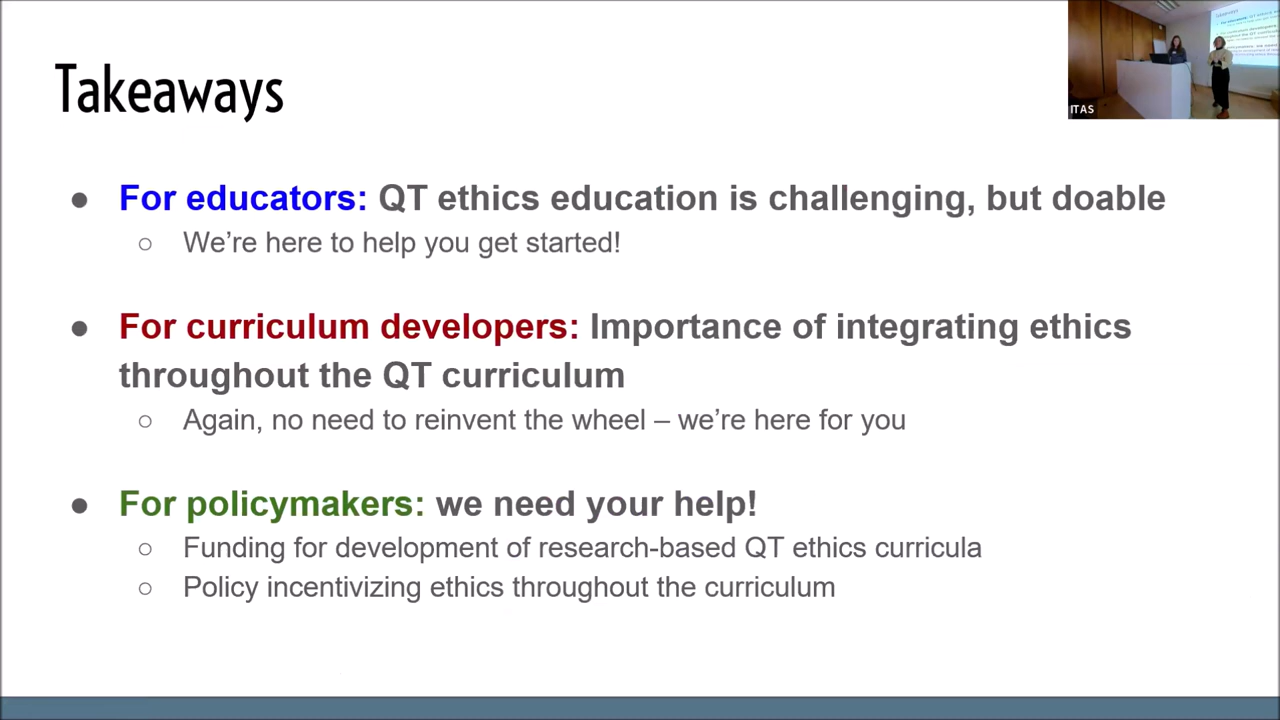 Takeaways
ITAS
● For educators: QT ethics education is challenging, but doable
○ We’re here to help you get started!
● For curriculum developers: Importance of integrating ethics
throughout the QT curriculum
○ Again, no need to reinvent the wheel – we’re here for you
● For policymakers: we need your help!
○ Funding for development of research-based QT ethics curricula
○ Policy incentivizing ethics throughout the curriculum